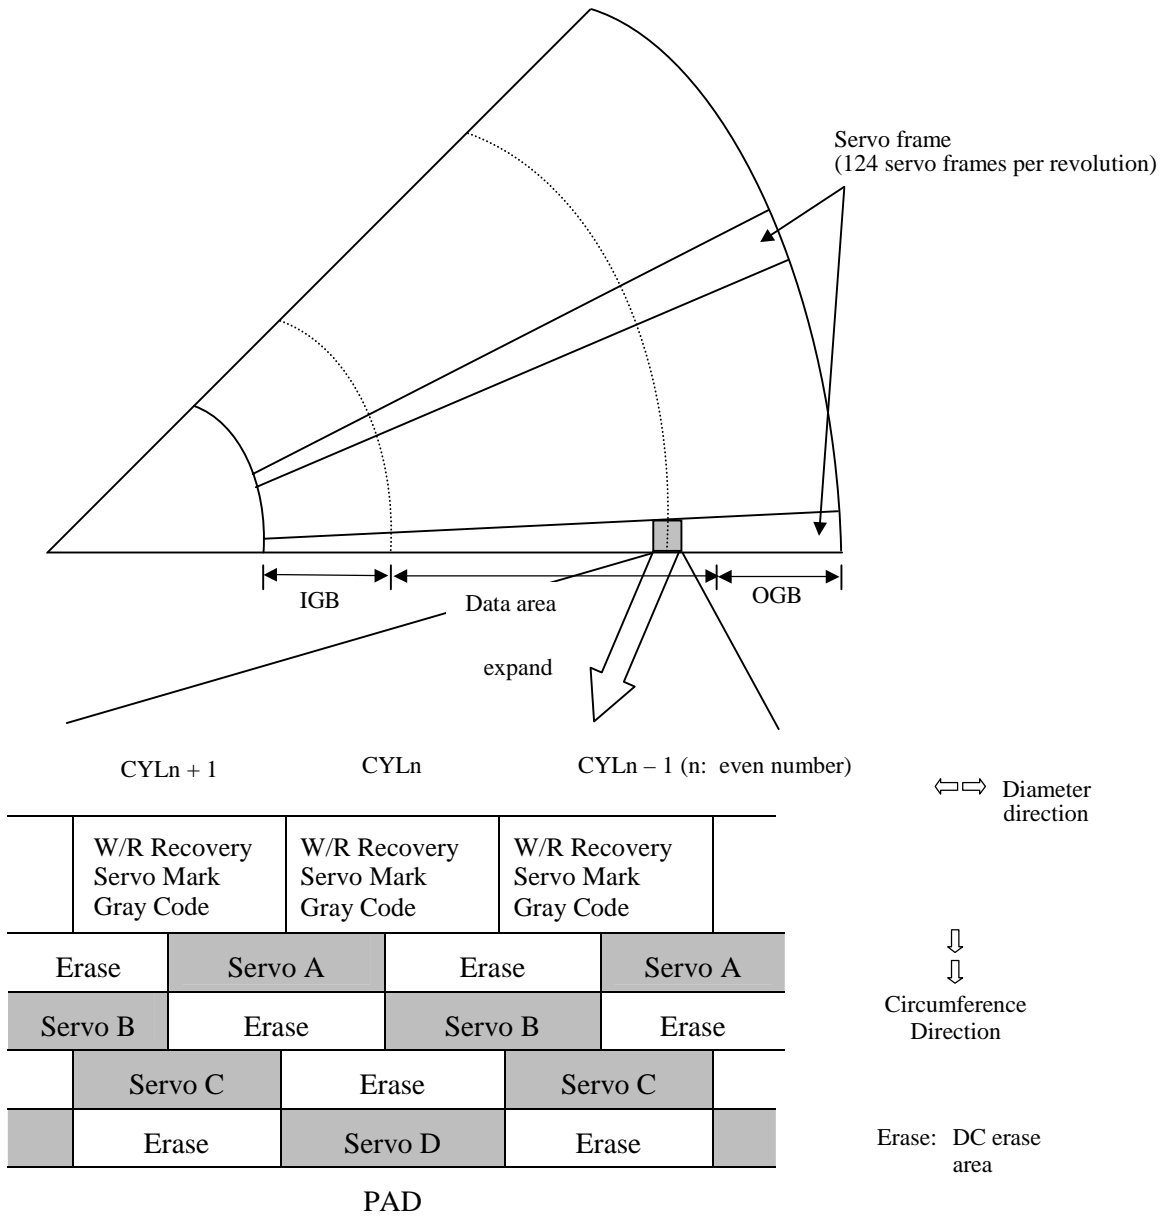 Servo frame
(124 servo frames per revolution)
IGB
Data area
OGB
expand
CYLn + 1
CYLn
CYLn – 1 (n: even number)
Diameter
direction
W/R Recovery
Servo Mark
Gray Code
W/R Recovery
Servo Mark
Gray Code
W/R Recovery
Servo Mark
Gray Code
Erase
Servo A
Erase
Servo A
Servo B
Erase
Servo B
Erase
Circumference
Direction
Servo C
Erase
Servo C
Erase
Servo D
Erase
Erase: DC erase
area
PAD